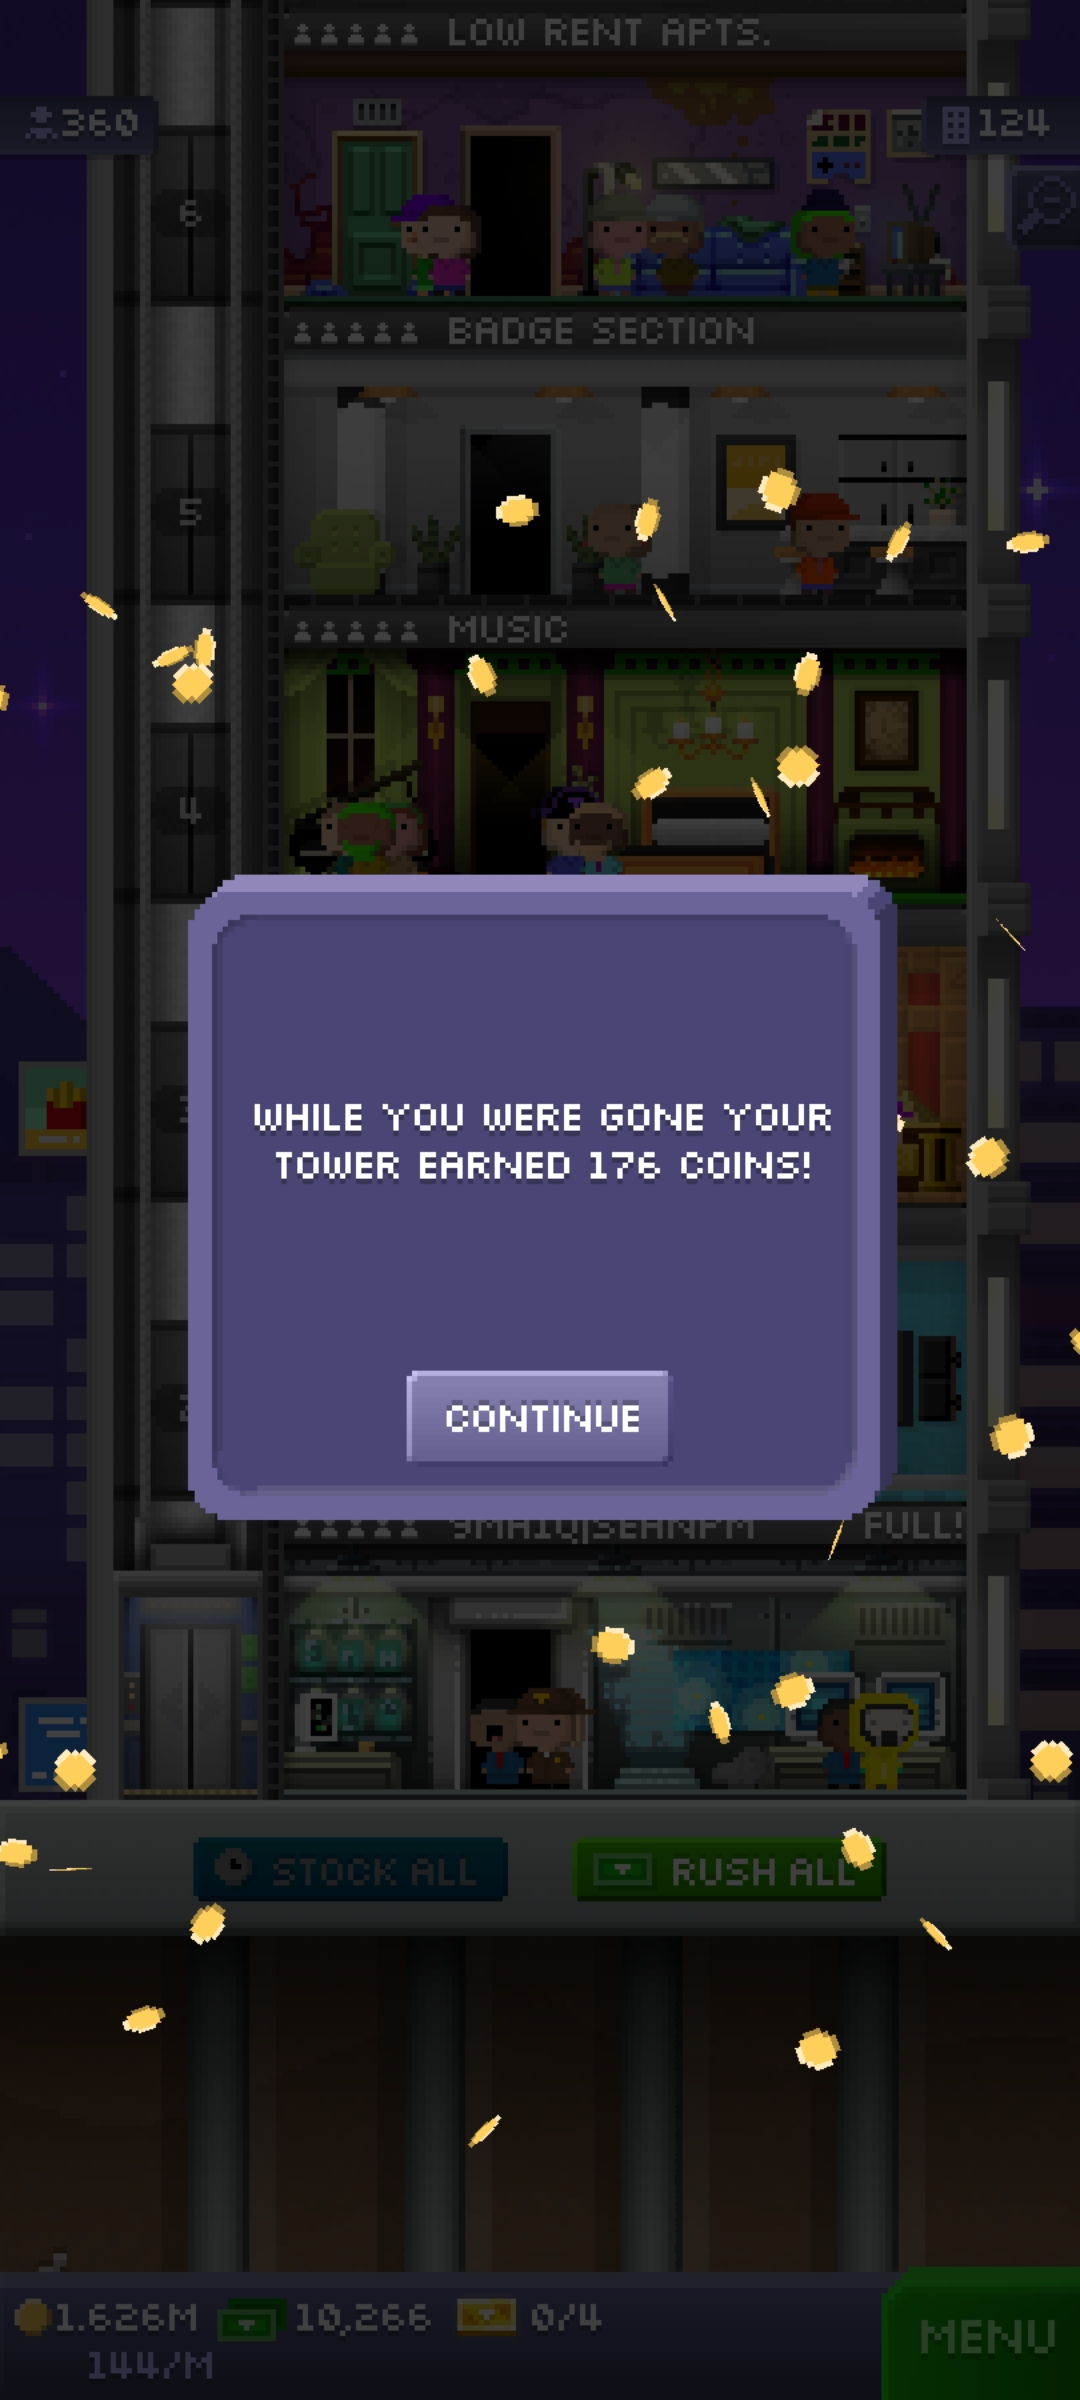 LOW RENT APTS.
360
124
6
BADGE SECTION
5
MUSIC
4
WHILE YOU WERE GONE YOUR
TOWER EARNED 176 COINS!
CONTINUE
FULL!
STOCK ALL
RUSH ALL
1.626M
10,266
0/4
144/M
MENU